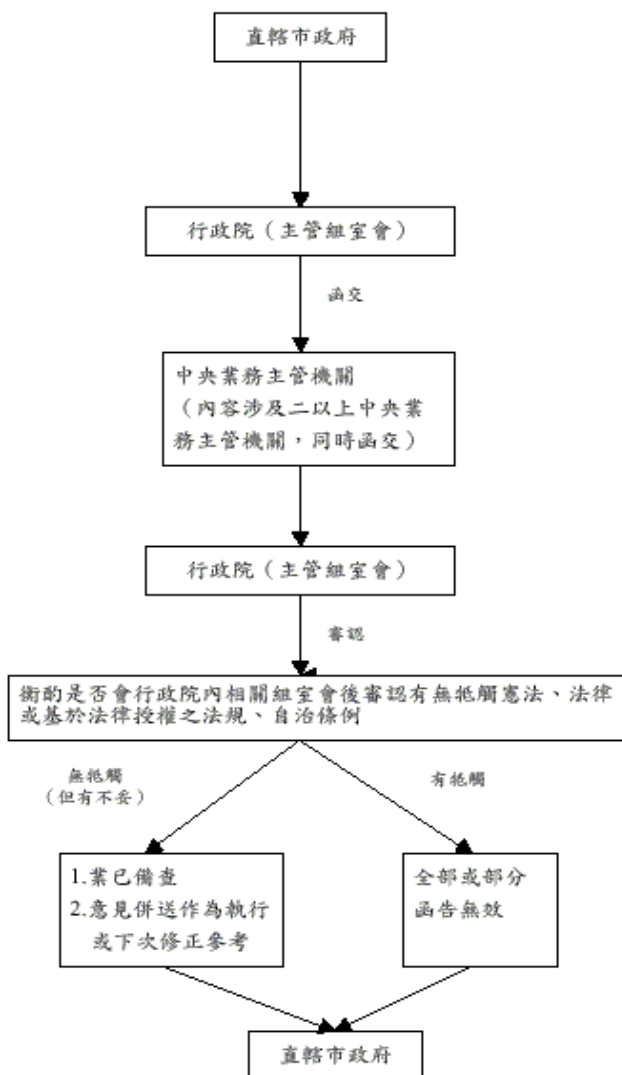 直轄市政府
行政院（主管組室會）
函交
中央業務主管機關
（內容涉及二以上中央業
務主管機關，同時函交）
行政院（主管組室會）
審認
衡酌是否會行政院內相關組室會後審認有無牴觸憲法、法律
或基於法律授權之法規、自治條例
無牴觸
（但有不妥）
有牴觸
1.業已備查
2.意見併送作為執行
或下次修正參考
全部或部分
函告無效
直轄市政府